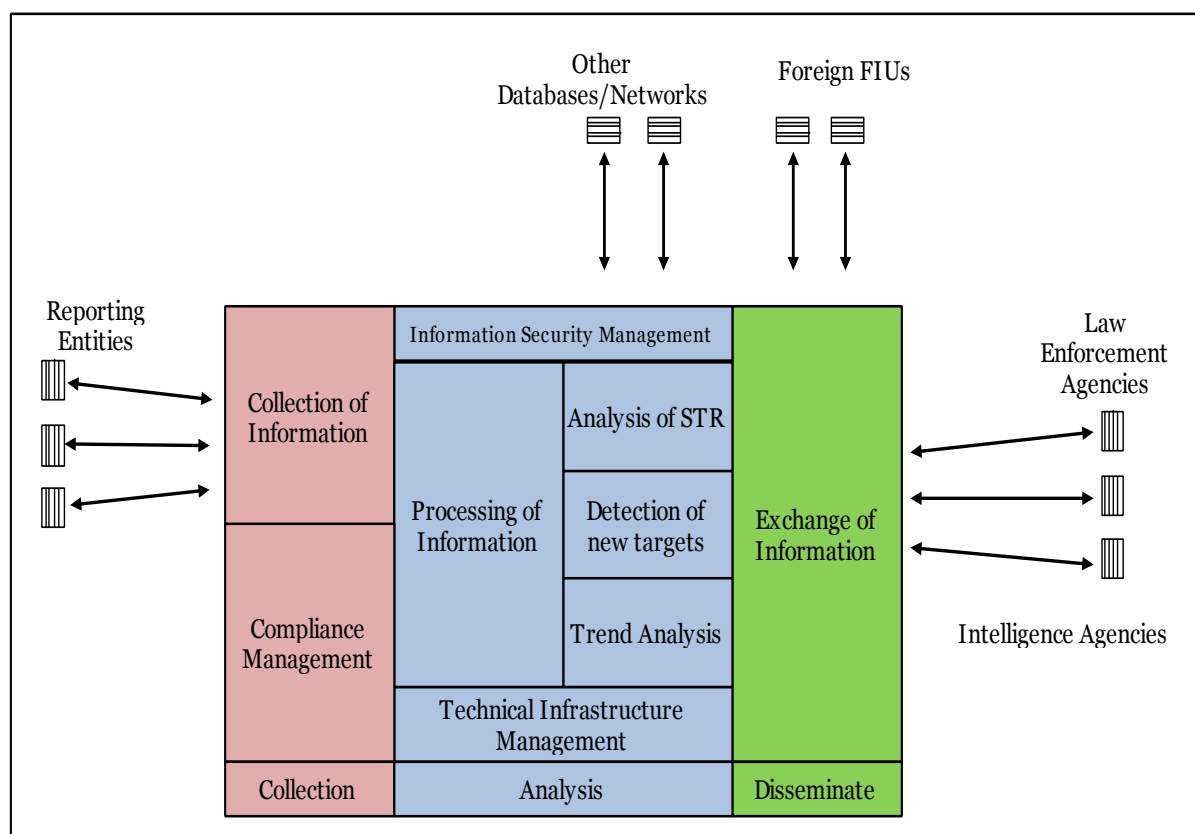 Other
Databases/Networks
Foreign FIUs
Reporting
Entities
Law
Enforcement
Agencies
Intelligence Agencies
Collection of
Information
Compliance
Management
Information Security Management
Processing of
Information
Analysis of STR
Detection of
new targets
Trend Analysis
Technical Infrastructure
Management
Exchange of
Information
Collection
Analysis
Disseminate